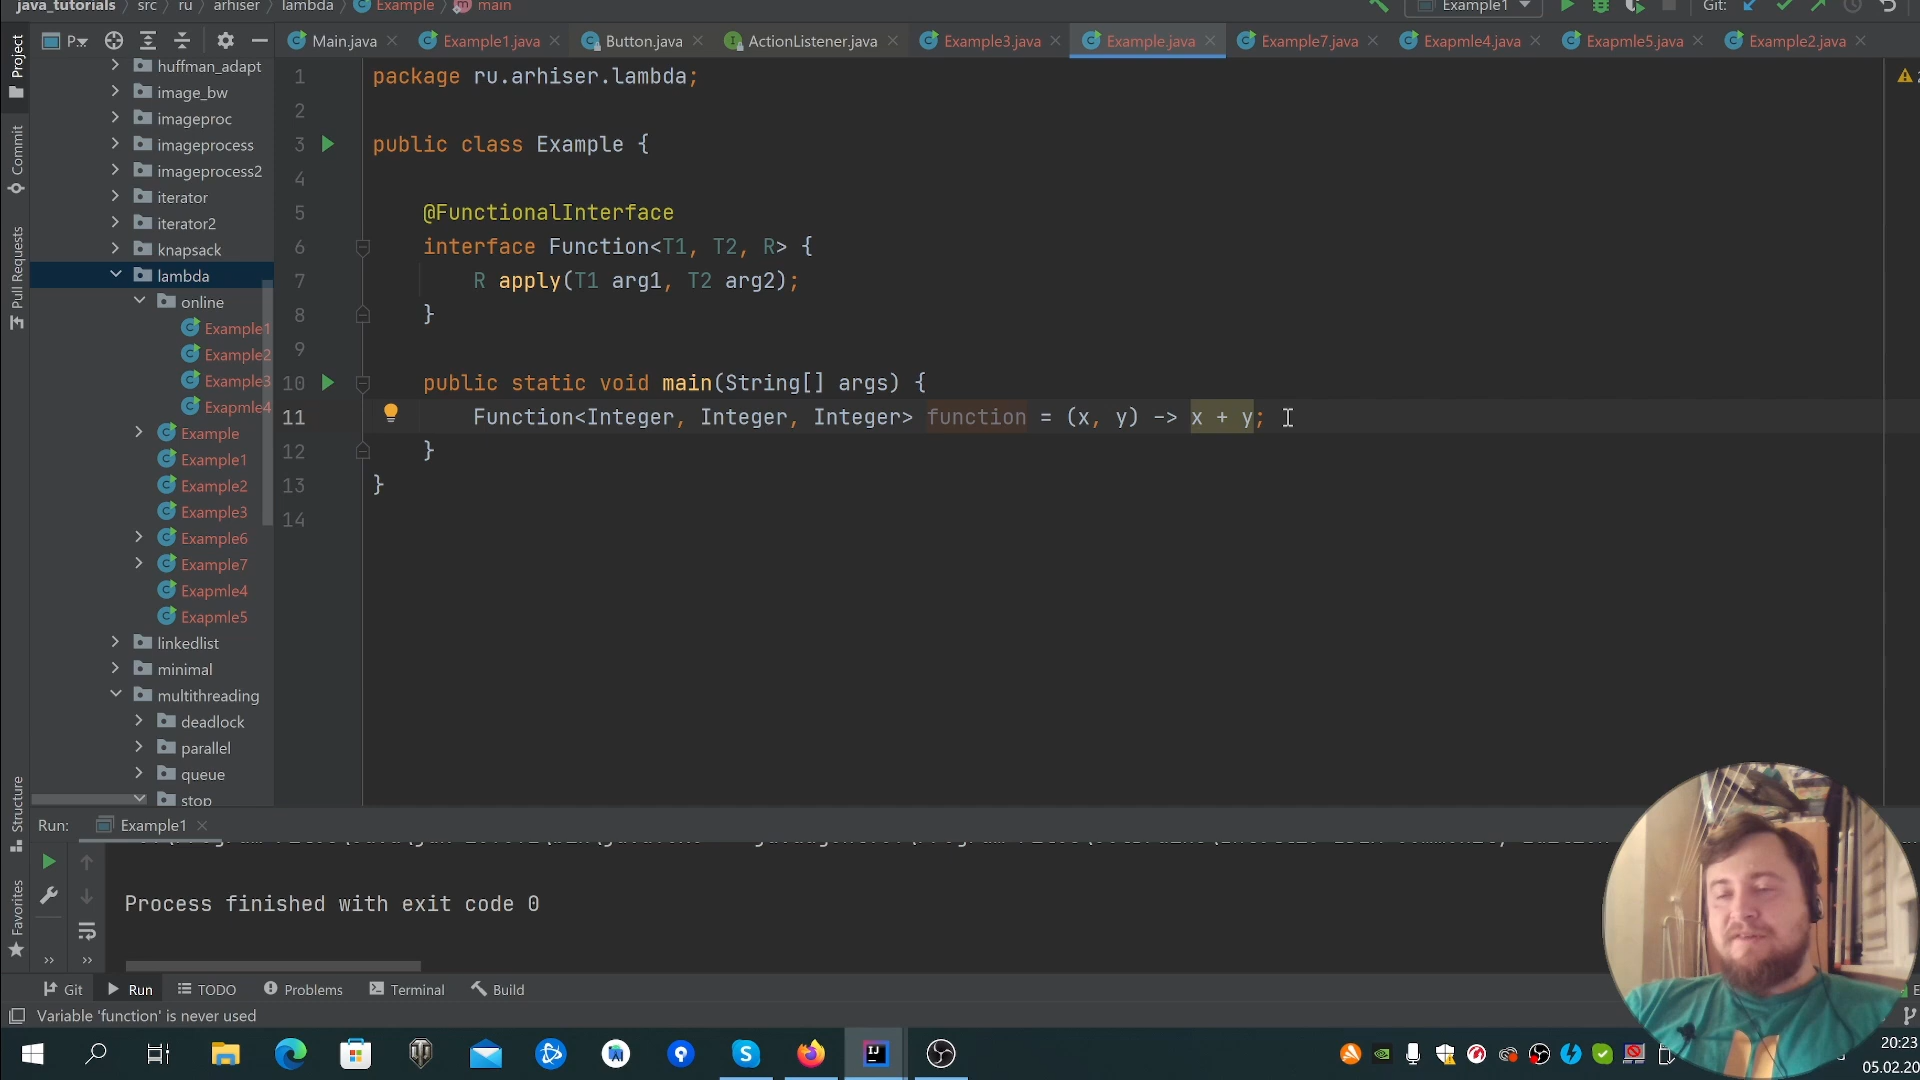 java_tutorials src ru arhiser lambda Example main
Example1 Git:
Project P..
Main.java Example1.java Button.java ActionListener.java Example3.java Example.java Example7.java Exapmle4.java Exapmle5.java Example2.java
huffman_adapt
image_bw
imageproc
imageprocess
imageprocess2
iterator
iterator2
knapsack
lambda
online
Example1
Example2
Example3
Exapmle4
Example
Example1
Example2
Example3
Example6
Example7
Exapmle4
Exapmle5
linkedlist
minimal
multithreading
deadlock
parallel
queue
stop
Commit
Pull Requests
Structure
Favorites
1 package ru.arhiser.lambda;
2
3 public class Example {
4
5 @FunctionalInterface
6 interface Function<T1, T2, R> {
7 R apply(T1 arg1, T2 arg2);
8 }
9
10 public static void main(String[] args) {
11 Function<Integer, Integer, Integer> function = (x, y) -> x + y;
12 }
13 }
14
Run: Example1
Process finished with exit code 0
Git Run TODO Problems Terminal Build
Variable 'function' is never used
20:23
05.02.20